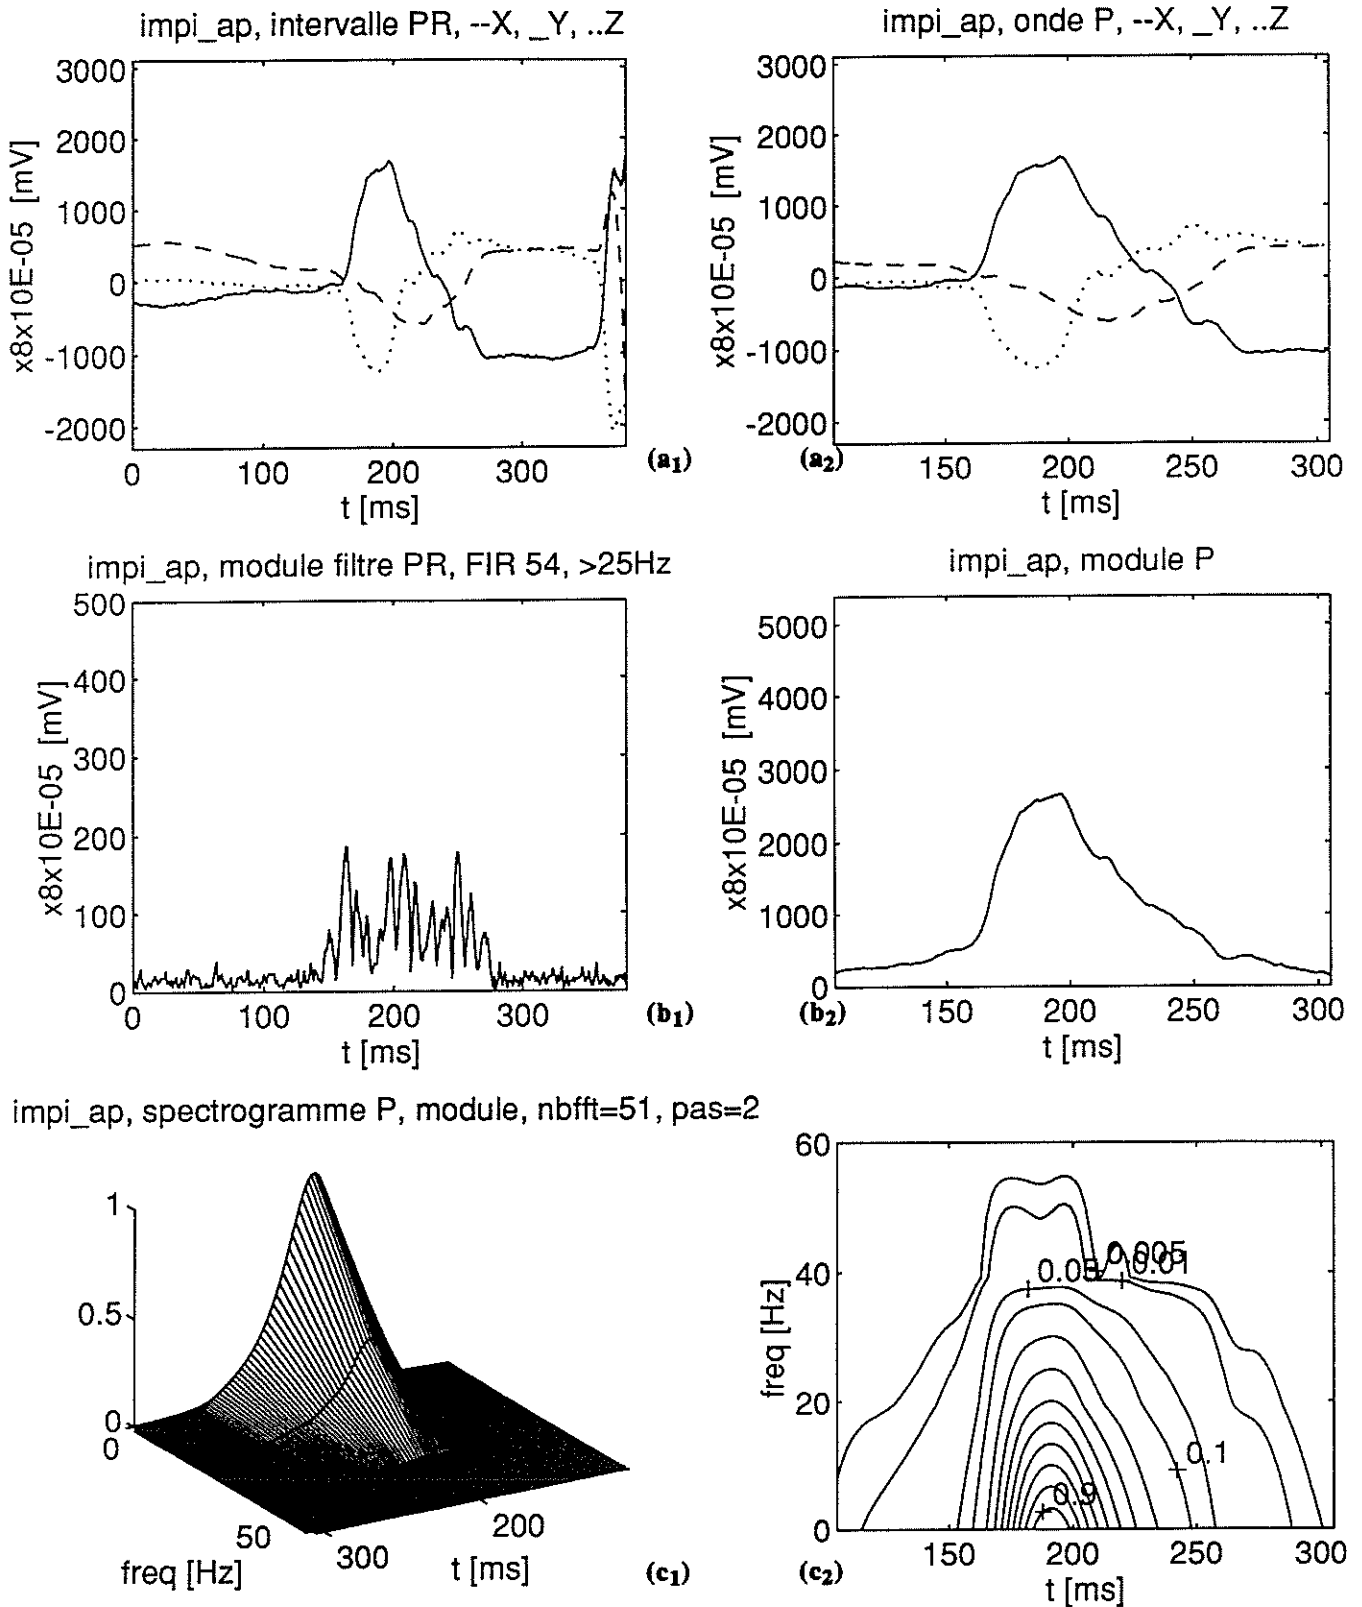 impi_ap, intervalle PR, --X, _Y, ..Z
3000
2000
1000
0
-1000
-2000
x8x10E-05 [mV]
0 100 200 300
t [ms]
(a1)
impi_ap, onde P, --X, _Y, ..Z
3000
2000
1000
0
-1000
-2000
x8x10E-05 [mV]
150 200 250 300
t [ms]
(a2)
impi_ap, module filtre PR, FIR 54, >25Hz
500
400
300
200
100
0
x8x10E-05 [mV]
0 100 200 300
t [ms]
(b1)
impi_ap, module P
5000
4000
3000
2000
1000
0
x8x10E-05 [mV]
150 200 250 300
t [ms]
(b2)
impi_ap, spectrogramme P, module, nbfft=51, pas=2
1
0.5
0
0
50
freq [Hz]
300
200
t [ms]
(c1)
60
40
20
0
freq [Hz]
0.05
0.005
0.01
0.1
0.9
150 200 250 300
t [ms]
(c2)